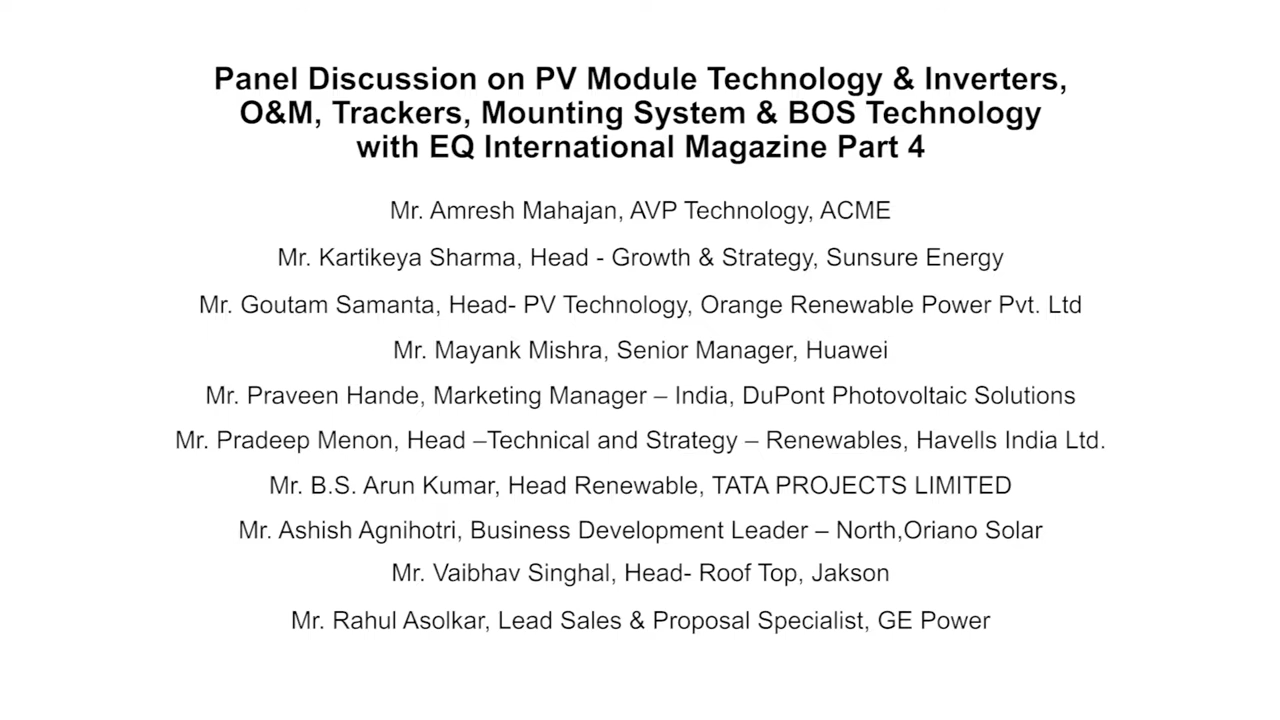 Panel Discussion on PV Module Technology & Inverters,
O&M, Trackers, Mounting System & BOS Technology
with EQ International Magazine Part 4
Mr. Amresh Mahajan, AVP Technology, ACME
Mr. Kartikeya Sharma, Head - Growth & Strategy, Sunsure Energy
Mr. Goutam Samanta, Head- PV Technology, Orange Renewable Power Pvt. Ltd
Mr. Mayank Mishra, Senior Manager, Huawei
Mr. Praveen Hande, Marketing Manager – India, DuPont Photovoltaic Solutions
Mr. Pradeep Menon, Head –Technical and Strategy – Renewables, Havells India Ltd.
Mr. B.S. Arun Kumar, Head Renewable, TATA PROJECTS LIMITED
Mr. Ashish Agnihotri, Business Development Leader – North,Oriano Solar
Mr. Vaibhav Singhal, Head- Roof Top, Jakson
Mr. Rahul Asolkar, Lead Sales & Proposal Specialist, GE Power